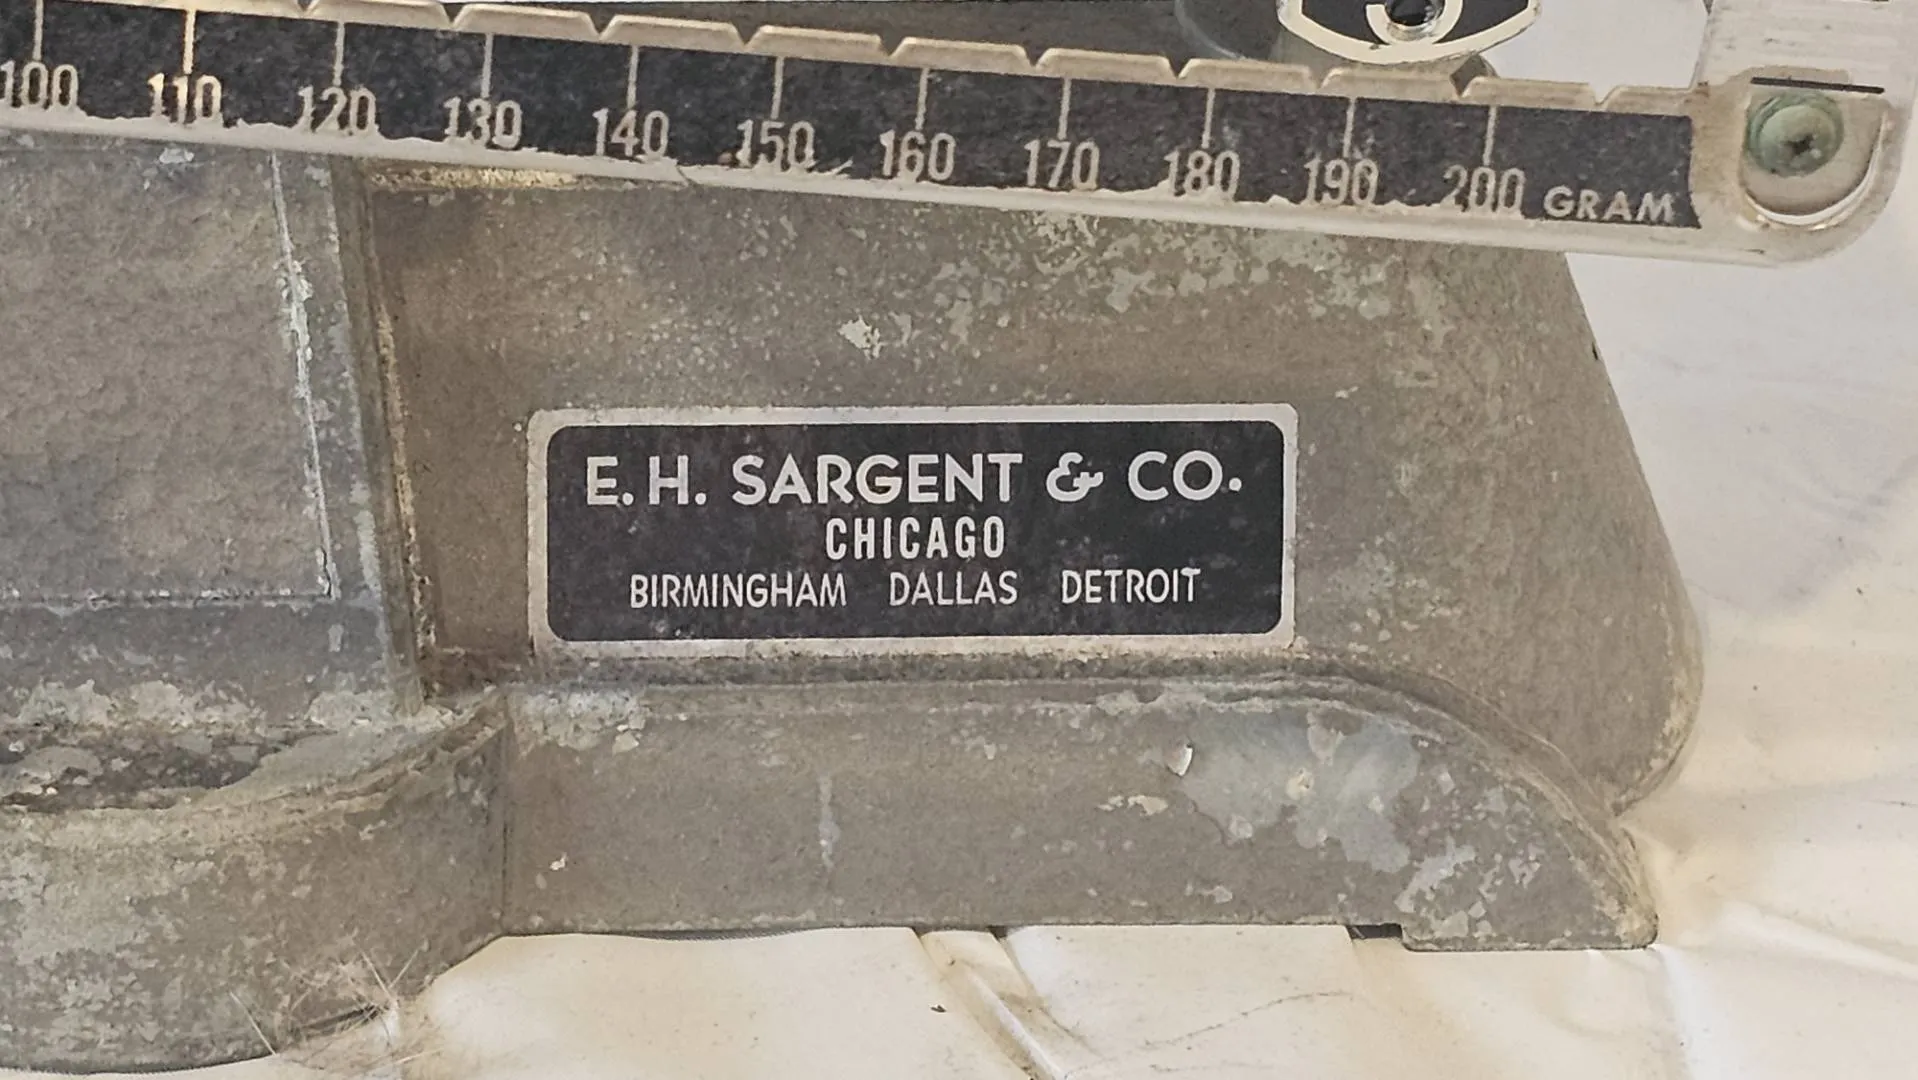 100 110 120 130 140 150 160 170 180 190 200 GRAM
E. H. SARGENT & CO.
CHICAGO
BIRMINGHAM DALLAS DETROIT